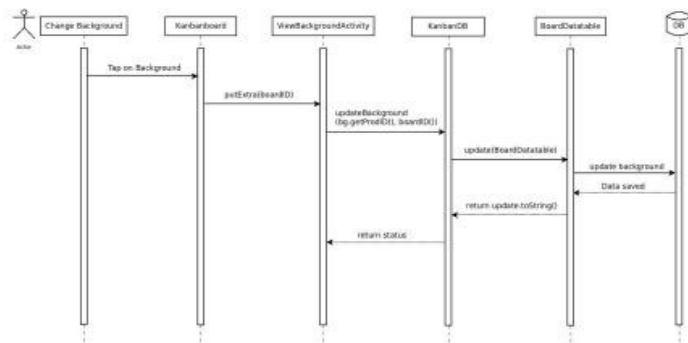 Change Background
Kanbanboard
ViewBackgroundActivity
KanbanDB
BoardDatatable
DB
Actor
Tap on Background
putExtra(boardID)
updateBackground
(bg.getProdID(), boardID())
update(BoardDatatable)
update background
Data saved
return update.toString()
return status